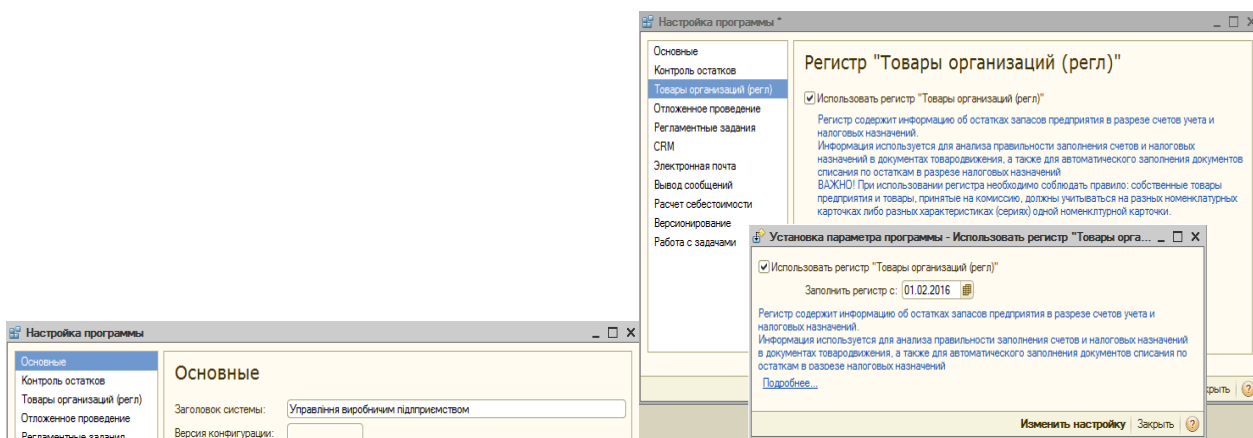 Настройка программы *
Основные
Контроль остатков
Товары организаций (регл)
Отложенное проведение
Регламентные задания
CRM
Электронная почта
Вывод сообщений
Расчет себестоимости
Версионирование
Работа с задачами
Регистр "Товары организаций (регл)"
Использовать регистр "Товары организаций (регл)"
Регистр содержит информацию об остатках запасов предприятия в разрезе счетов учета и
налоговых назначений.
Информация используется для анализа правильности заполнения счетов и налоговых
назначений в документах товародвижения, а также для автоматического заполнения документов
списания по остаткам в разрезе налоговых назначений
ВАЖНО! При использовании регистра необходимо соблюдать правило: собственные товары
предприятия и товары, принятые на комиссию, должны учитываться на разных номенклатурных
карточках либо разных характеристиках (сериях) одной номенклтурной карточки.
Установка параметра программы - Использовать регистр "Товары орга...
Использовать регистр "Товары организаций (регл)"
Заполнить регистр с: 01.02.2016
Регистр содержит информацию об остатках запасов предприятия в разрезе счетов учета и
налоговых назначений.
Информация используется для анализа правильности заполнения счетов и налоговых назначений
в документах товародвижения, а также для автоматического заполнения документов списания по
остаткам в разрезе налоговых назначений
Подробнее...
Изменить настройку Закрыть ?
крыть ?
Настройка программы
Основные
Контроль остатков
Товары организаций (регл)
Отложенное проведение
Регламентные задания
Основные
Заголовок системы: Управління виробничим підприємством
Версия конфигурации: